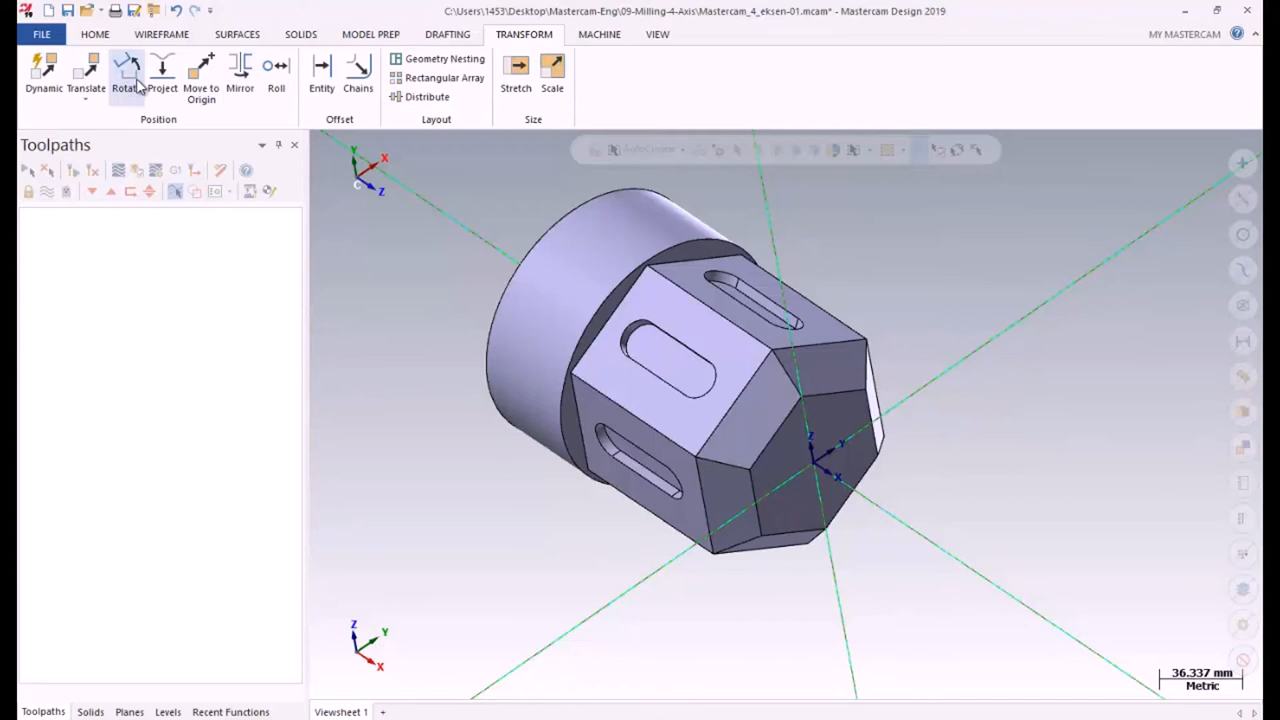 C:\Users\1453\Desktop\Mastercam-Eng\09-Milling-4-Axis\Mastercam_4_eksen-01.mcam* - Mastercam Design 2019
FILE HOME WIREFRAME SURFACES SOLIDS MODEL PREP DRAFTING TRANSFORM MACHINE VIEW MY MASTERCAM
Dynamic Translate Rotat Project Move to Origin Mirror Roll
Position
Entity Chains
Offset
Geometry Nesting
Rectangular Array
Distribute
Layout
Stretch Scale
Size
Toolpaths
G1
AutoCursor
Y
X
C
Z
Z
Y
X
Z
Y
X
36.337 mm
Metric
Toolpaths Solids Planes Levels Recent Functions Viewsheet 1 +